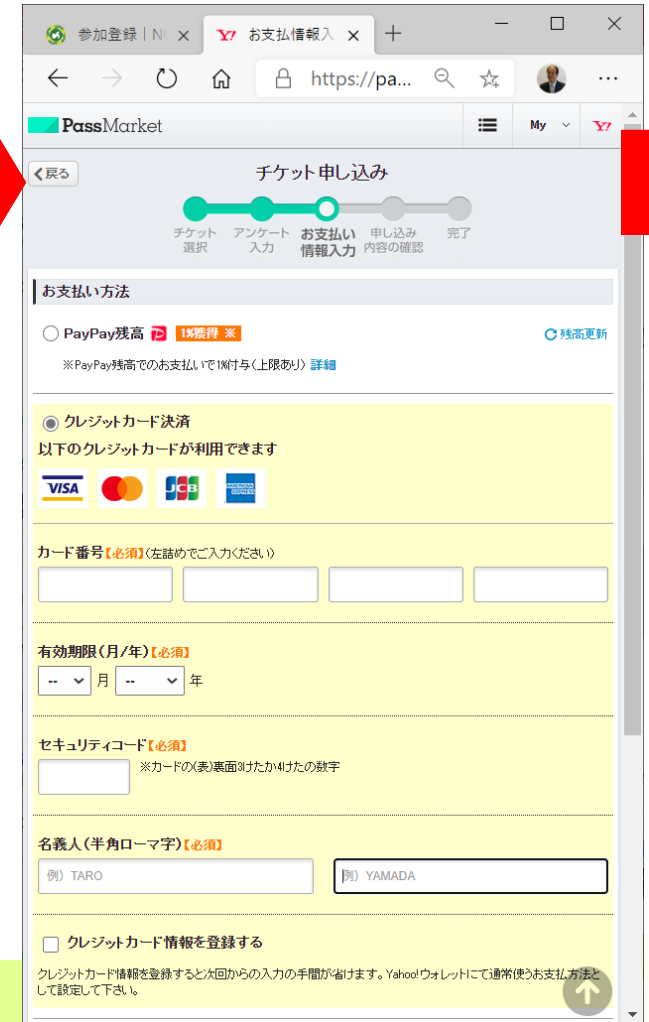 参加登録 | N
お支払い情報入
https://pa...
PassMarket
My
戻る
チケット申し込み
チケット
選択
アンケート
入力
お支払い
情報入力
申し込み
内容の確認
完了
お支払い方法
PayPay残高 1%獲得 ※
残高更新
※PayPay残高でのお支払いで1%付与(上限あり) 詳細
クレジットカード決済
以下のクレジットカードが利用できます
VISA JCB AMERICAN EXPRESS
カード番号【必須】(左詰めでご入力ください)
有効期限(月/年)【必須】
-- 月 -- 年
セキュリティコード【必須】
※カードの(表)裏面3けたか4けたの数字
名義人(半角ローマ字)【必須】
例) TARO
例) YAMADA
クレジットカード情報を登録する
クレジットカード情報を登録すると次回からの入力の手間が省けます。Yahoo!ウォレットにて通常使うお支払方法と
して設定して下さい。